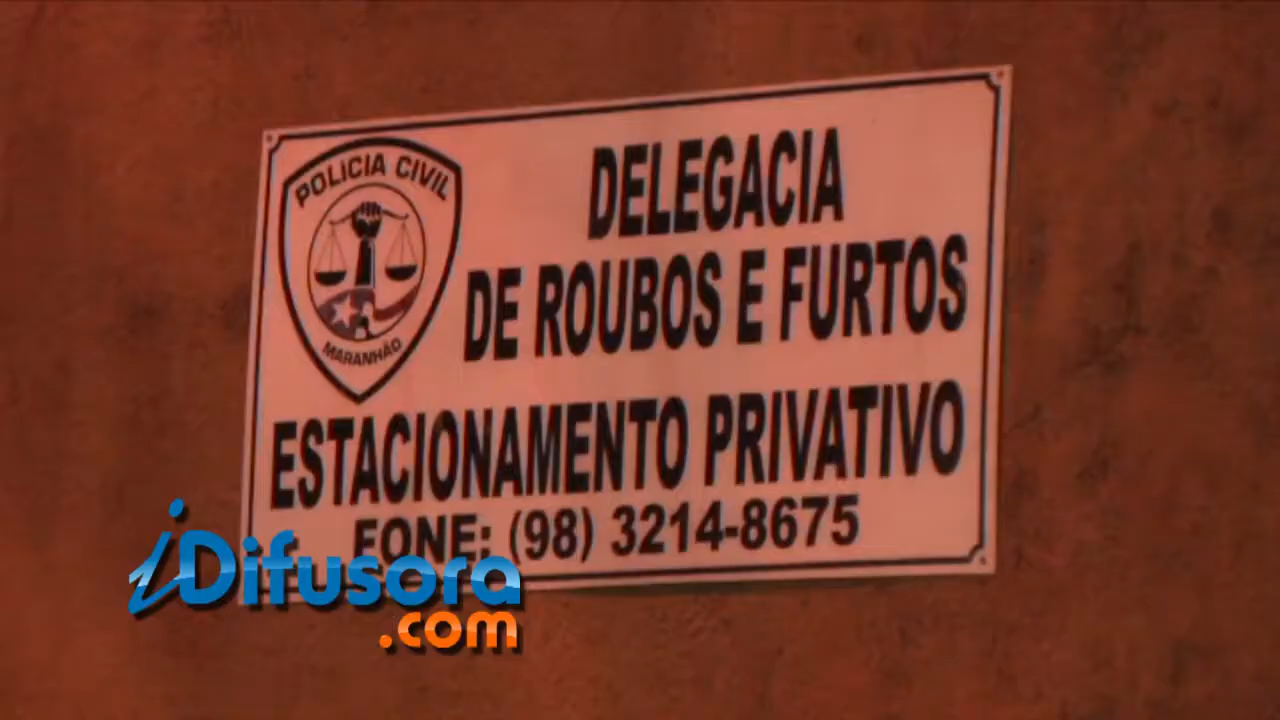 POLICIA CIVIL
MARANHÃO
DELEGACIA
DE ROUBOS E FURTOS
ESTACIONAMENTO PRIVATIVO
FONE: (98) 3214-8675
iDifusora
.com